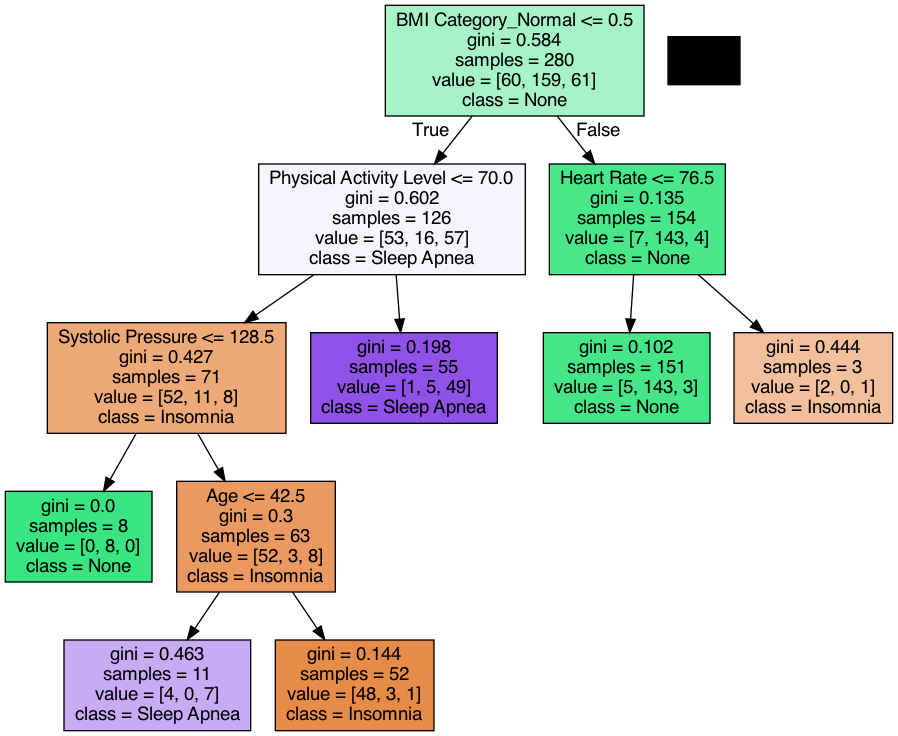 BMI Category_Normal <= 0.5
gini = 0.584
samples = 280
value = [60, 159, 61]
class = None
True
False
Physical Activity Level <= 70.0
gini = 0.602
samples = 126
value = [53, 16, 57]
class = Sleep Apnea
Heart Rate <= 76.5
gini = 0.135
samples = 154
value = [7, 143, 4]
class = None
Systolic Pressure <= 128.5
gini = 0.427
samples = 71
value = [52, 11, 8]
class = Insomnia
gini = 0.198
samples = 55
value = [1, 5, 49]
class = Sleep Apnea
gini = 0.102
samples = 151
value = [5, 143, 3]
class = None
gini = 0.444
samples = 3
value = [2, 0, 1]
class = Insomnia
gini = 0.0
samples = 8
value = [0, 8, 0]
class = None
Age <= 42.5
gini = 0.3
samples = 63
value = [52, 3, 8]
class = Insomnia
gini = 0.463
samples = 11
value = [4, 0, 7]
class = Sleep Apnea
gini = 0.144
samples = 52
value = [48, 3, 1]
class = Insomnia